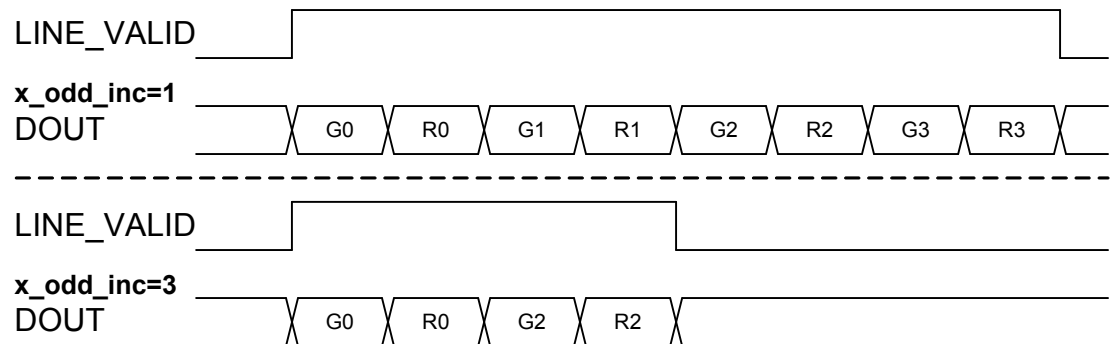 LINE_VALID
x_odd_inc=1
DOUT G0 R0 G1 R1 G2 R2 G3 R3
LINE_VALID
x_odd_inc=3
DOUT G0 R0 G2 R2